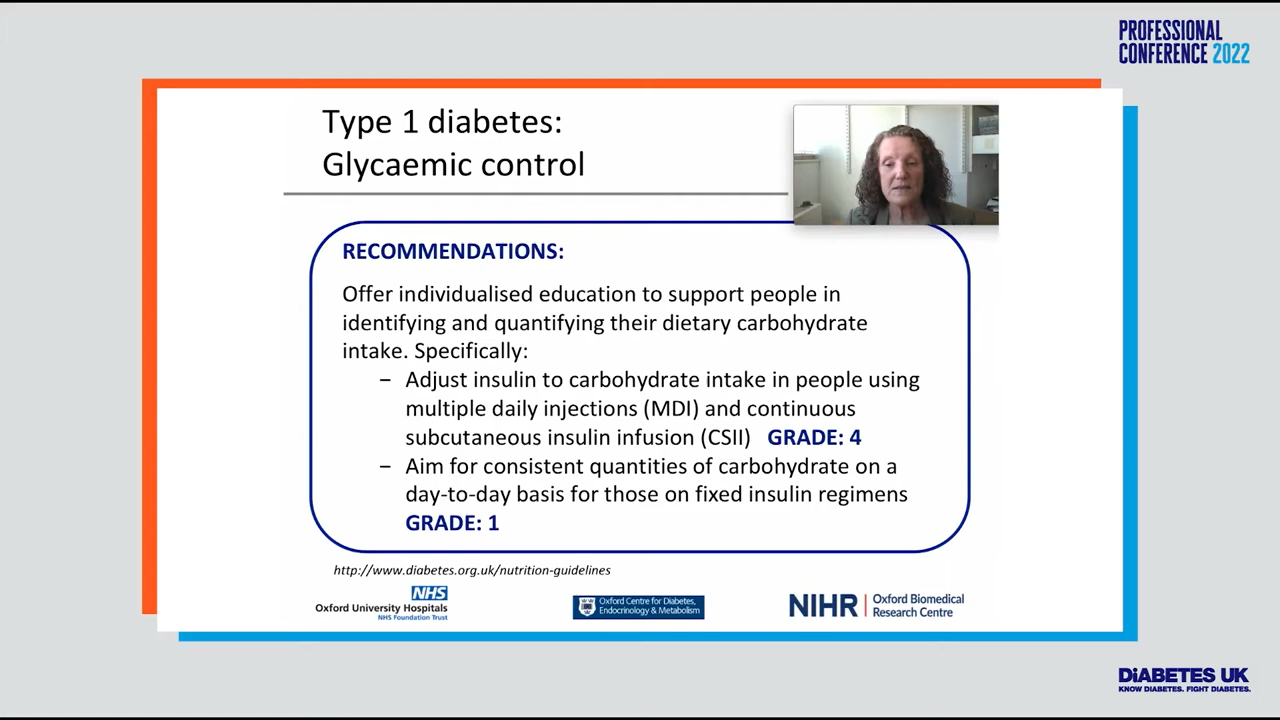 PROFESSIONAL
CONFERENCE 2022
Type 1 diabetes:
Glycaemic control
RECOMMENDATIONS:
Offer individualised education to support people in
identifying and quantifying their dietary carbohydrate
intake. Specifically:
– Adjust insulin to carbohydrate intake in people using
multiple daily injections (MDI) and continuous
subcutaneous insulin infusion (CSII) GRADE: 4
– Aim for consistent quantities of carbohydrate on a
day-to-day basis for those on fixed insulin regimens
GRADE: 1
http://www.diabetes.org.uk/nutrition-guidelines
NHS
Oxford University Hospitals
NHS Foundation Trust
Oxford Centre for Diabetes,
Endocrinology & Metabolism
NIHR | Oxford Biomedical
Research Centre
DiABETES UK
KNOW DIABETES. FIGHT DIABETES.